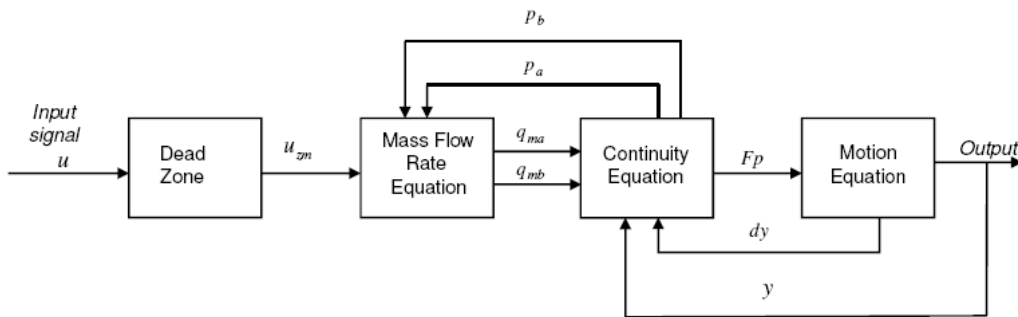 p_b
p_a
Input
signal
u
Dead
Zone
u_zm
Mass Flow
Rate
Equation
q_ma
q_mb
Continuity
Equation
Fp
Motion
Equation
Output
dy
y